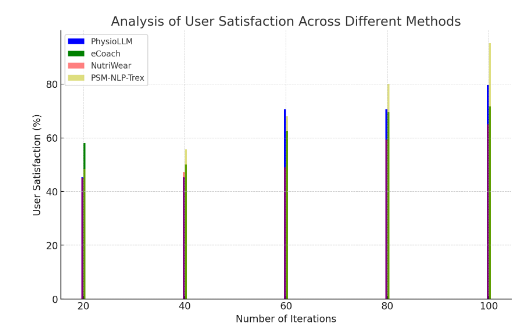 Analysis of User Satisfaction Across Different Methods
PhysioLLM
eCoach
NutriWear
PSM-NLP-Trex
User Satisfaction (%)
80
60
40
20
0
20 40 60 80 100
Number of Iterations